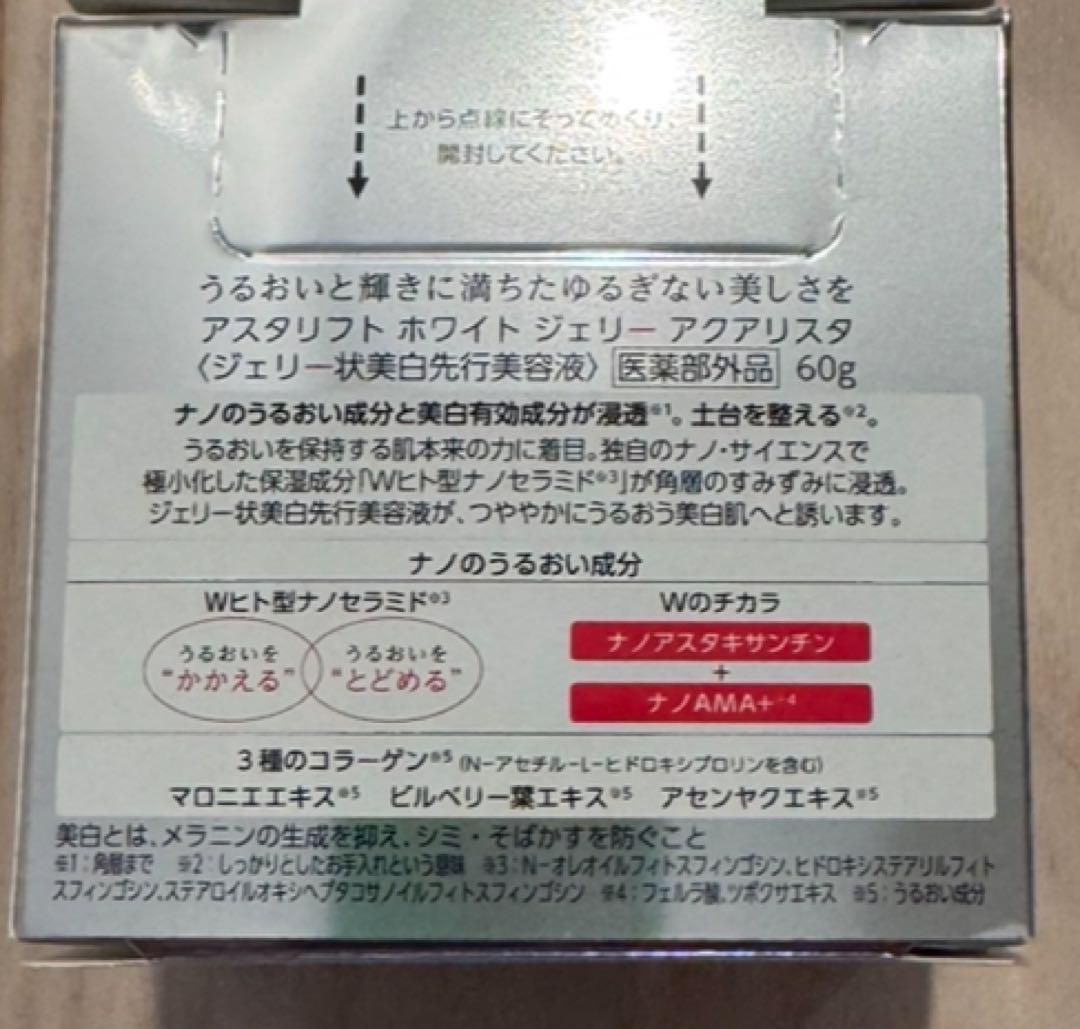 上から点線にそってめくり、
開封してください。
うるおいと輝きに満ちたゆるぎない美しさを
アスタリフト ホワイト ジェリー アクアリスタ
〈ジェリー状美白先行美容液〉 医薬部外品 60g
ナノのうるおい成分と美白有効成分が浸透※1。土台を整える※2。
うるおいを保持する肌本来の力に着目。独自のナノ・サイエンスで
極小化した保湿成分「Wヒト型ナノセラミド※3」が角層のすみずみに浸透。
ジェリー状美白先行美容液が、つややかにうるおう美白肌へと誘います。
ナノのうるおい成分
Wヒト型ナノセラミド※3
うるおいを
"かかえる"
うるおいを
"とどめる"
Wのチカラ
ナノアスタキサンチン
+
ナノAMA+※4
3種のコラーゲン※5 (N-アセチル-L-ヒドロキシプロリンを含む)
マロニエエキス※5 ビルベリー葉エキス※5 アセンヤクエキス※5
美白とは、メラニンの生成を抑え、シミ・そばかすを防ぐこと
※1:角層まで ※2:しっかりとしたお手入れという意味 ※3:N-オレオイルフィトスフィンゴシン、ヒドロキシステアリルフィト
スフィンゴシン、ステアロイルオキシヘプタコサノイルフィトスフィンゴシン ※4:フェルラ酸、ツボクサエキス ※5:うるおい成分